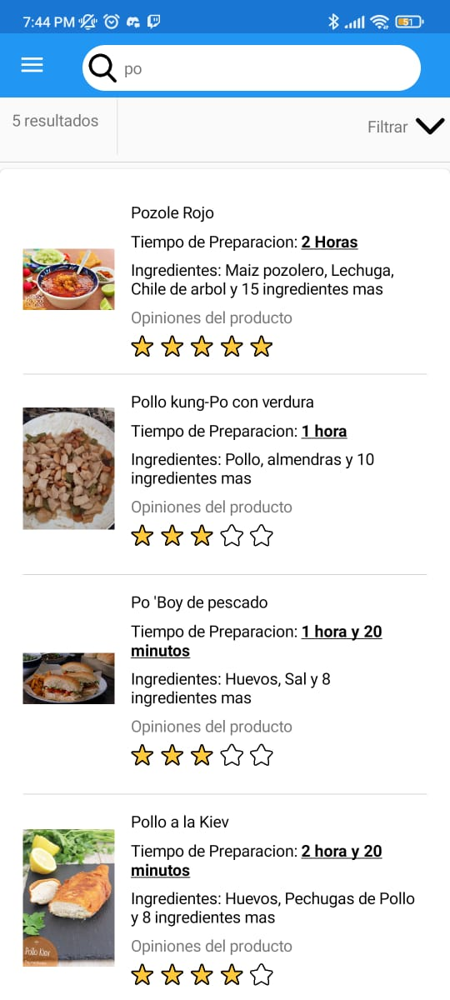 7:44 PM
51
po
5 resultados
Filtrar
Pozole Rojo
Tiempo de Preparacion: 2 Horas
Ingredientes: Maiz pozolero, Lechuga,
Chile de arbol y 15 ingredientes mas
Opiniones del producto
Pollo kung-Po con verdura
Tiempo de Preparacion: 1 hora
Ingredientes: Pollo, almendras y 10
ingredientes mas
Opiniones del producto
Po 'Boy de pescado
Tiempo de Preparacion: 1 hora y 20
minutos
Ingredientes: Huevos, Sal y 8
ingredientes mas
Opiniones del producto
Pollo a la Kiev
Tiempo de Preparacion: 2 hora y 20
minutos
Ingredientes: Huevos, Pechugas de Pollo
y 8 ingredientes mas
Opiniones del producto
Pollo Kiev